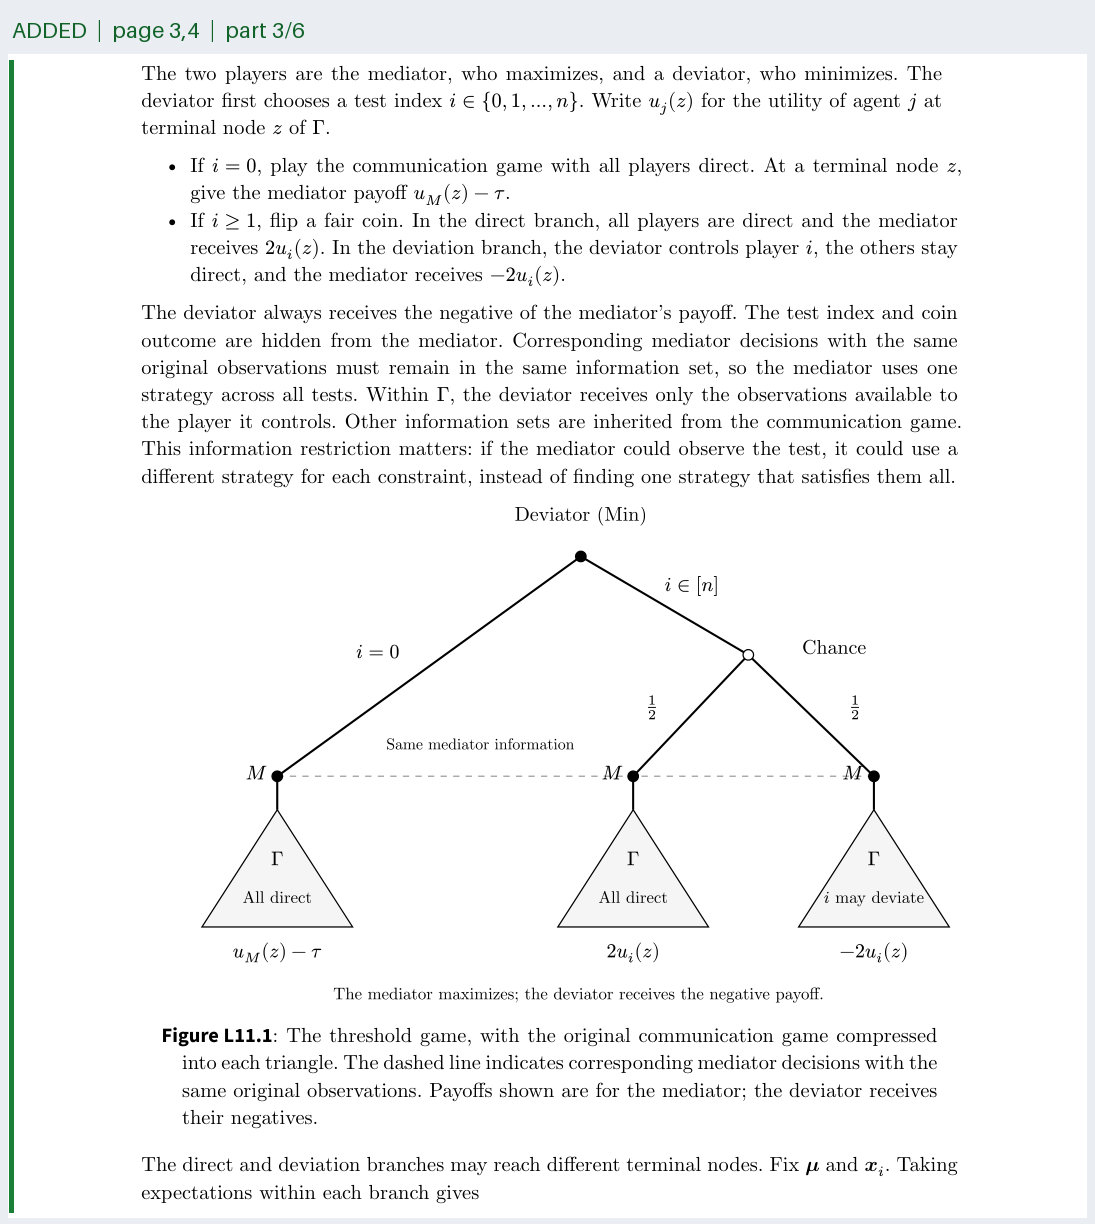 ADDED | page 3,4 | part 3/6
The two players are the mediator, who maximizes, and a deviator, who minimizes. The
deviator first chooses a test index i ∈ {0, 1, ..., n}. Write u_j(z) for the utility of agent j at
terminal node z of Γ.
• If i = 0, play the communication game with all players direct. At a terminal node z,
give the mediator payoff u_M(z) − τ.
• If i ≥ 1, flip a fair coin. In the direct branch, all players are direct and the mediator
receives 2u_i(z). In the deviation branch, the deviator controls player i, the others stay
direct, and the mediator receives −2u_i(z).
The deviator always receives the negative of the mediator's payoff. The test index and coin
outcome are hidden from the mediator. Corresponding mediator decisions with the same
original observations must remain in the same information set, so the mediator uses one
strategy across all tests. Within Γ, the deviator receives only the observations available to
the player it controls. Other information sets are inherited from the communication game.
This information restriction matters: if the mediator could observe the test, it could use a
different strategy for each constraint, instead of finding one strategy that satisfies them all.
Deviator (Min)
i ∈ [n]
i = 0
Chance
1/2
1/2
Same mediator information
M
M
M
Γ
Γ
Γ
All direct
All direct
i may deviate
u_M(z) − τ
2u_i(z)
−2u_i(z)
The mediator maximizes; the deviator receives the negative payoff.
Figure L11.1: The threshold game, with the original communication game compressed
into each triangle. The dashed line indicates corresponding mediator decisions with the
same original observations. Payoffs shown are for the mediator; the deviator receives
their negatives.
The direct and deviation branches may reach different terminal nodes. Fix μ and x_i. Taking
expectations within each branch gives